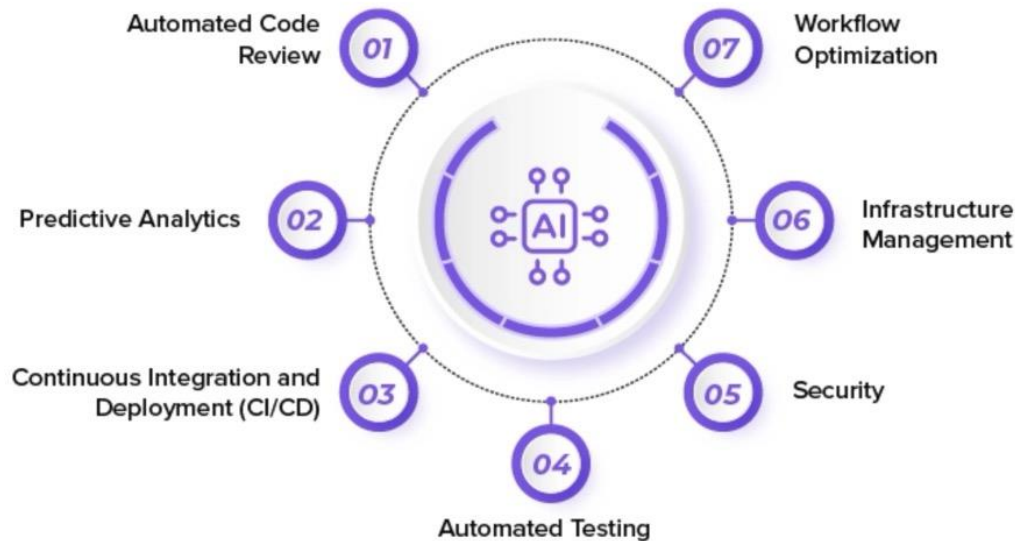 01
Automated Code
Review
02
Predictive Analytics
03
Continuous Integration and
Deployment (CI/CD)
04
Automated Testing
05
Security
06
Infrastructure
Management
07
Workflow
Optimization
AI